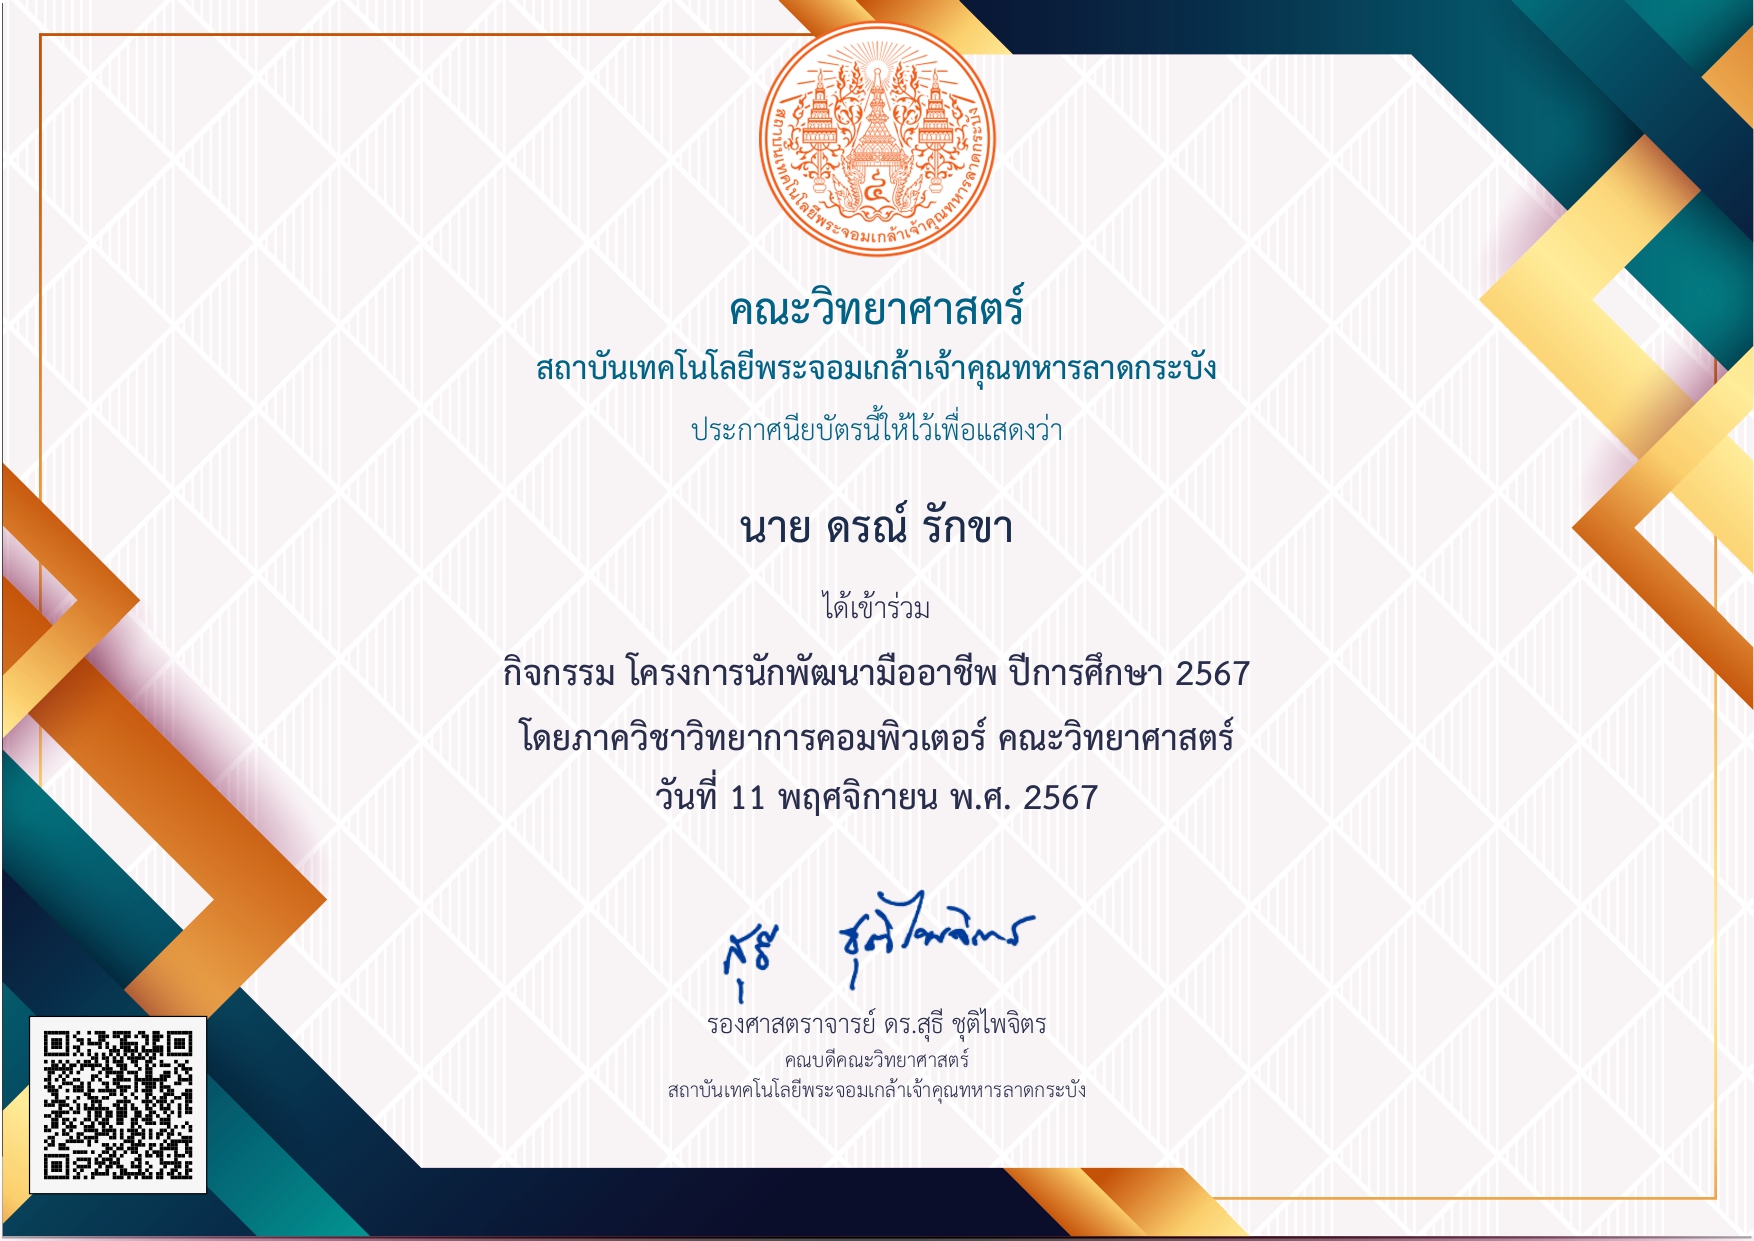 สถาบันเทคโนโลยีพระจอมเกล้าเจ้าคุณทหารลาดกระบัง
คณะวิทยาศาสตร์
สถาบันเทคโนโลยีพระจอมเกล้าเจ้าคุณทหารลาดกระบัง
ประกาศนียบัตรนี้ให้ไว้เพื่อแสดงว่า
นาย ดรณ์ รักขา
ได้เข้าร่วม
กิจกรรม โครงการนักพัฒนามืออาชีพ ปีการศึกษา 2567
โดยภาควิชาวิทยาการคอมพิวเตอร์ คณะวิทยาศาสตร์
วันที่ 11 พฤศจิกายน พ.ศ. 2567
สุธี ชุติไพจิตร
รองศาสตราจารย์ ดร.สุธี ชุติไพจิตร
คณบดีคณะวิทยาศาสตร์
สถาบันเทคโนโลยีพระจอมเกล้าเจ้าคุณทหารลาดกระบัง